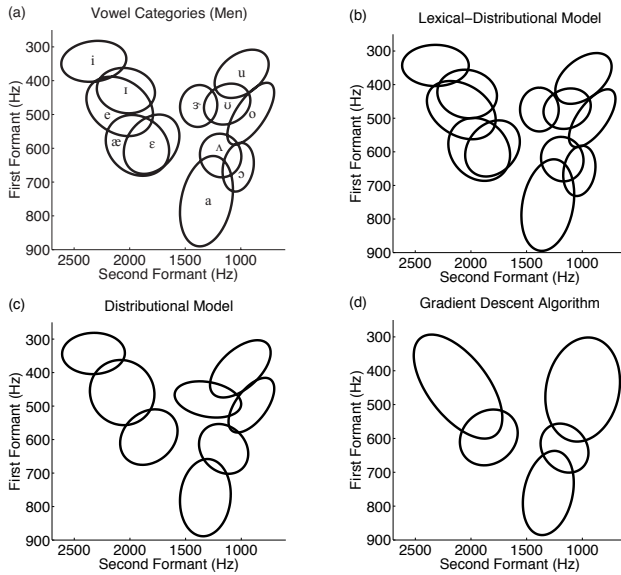 (a) Vowel Categories (Men)
300
400
500
600
700
800
900
First Formant (Hz)
2500 2000 1500 1000
Second Formant (Hz)
i
u
ɪ
e
ɝ
ʊ
o
æ
ɛ
ʌ
ɔ
a
(b) Lexical−Distributional Model
300
400
500
600
700
800
900
First Formant (Hz)
2500 2000 1500 1000
Second Formant (Hz)
(c) Distributional Model
300
400
500
600
700
800
900
First Formant (Hz)
2500 2000 1500 1000
Second Formant (Hz)
(d) Gradient Descent Algorithm
300
400
500
600
700
800
900
First Formant (Hz)
2500 2000 1500 1000
Second Formant (Hz)